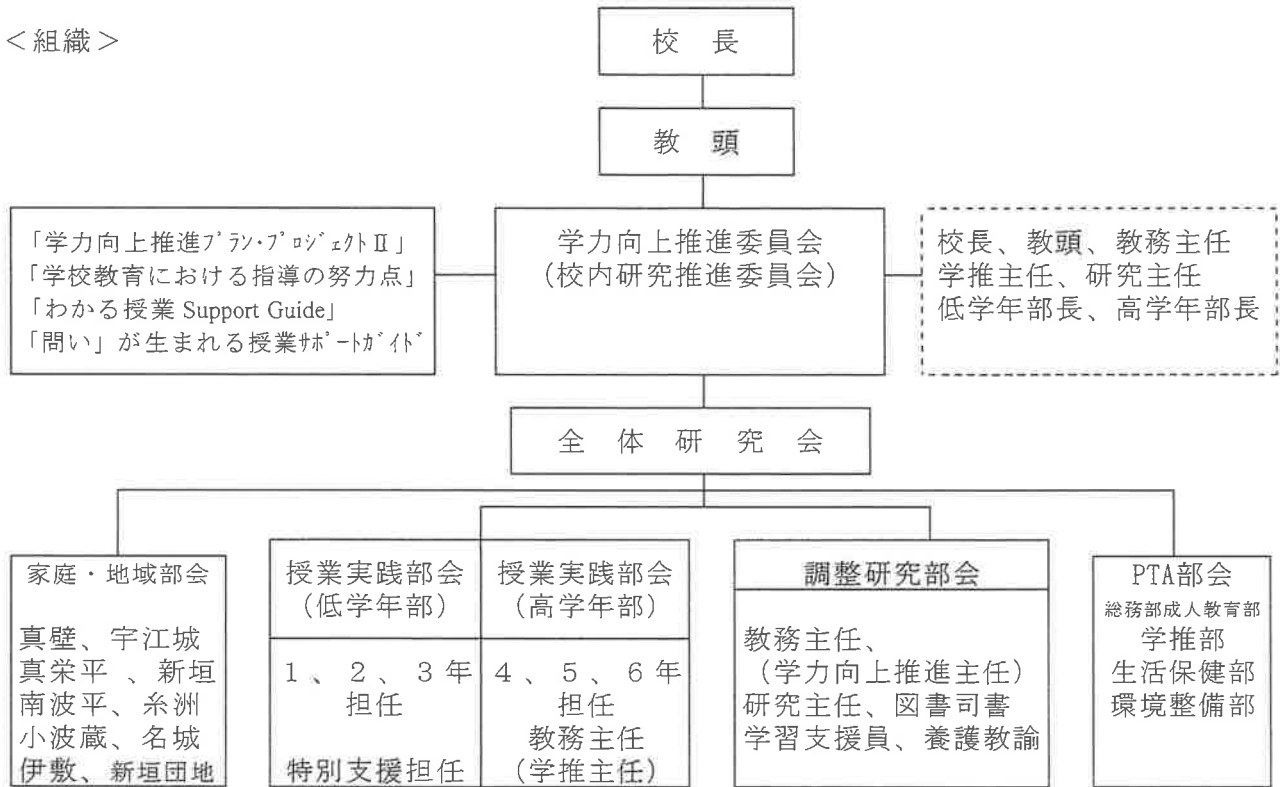 ＜組織＞
校　長
教　頭
「学力向上推進ﾌﾟﾗﾝ・ﾌﾟﾛｼﾞｪｸﾄⅡ」
「学校教育における指導の努力点」
「わかる授業 Support Guide」
「問い」が生まれる授業ｻﾎﾟｰﾄｶﾞｲﾄﾞ
学力向上推進委員会
（校内研究推進委員会）
校長、教頭、教務主任
学推主任、研究主任
低学年部長、高学年部長
全　体　研　究　会
家庭・地域部会
真壁、宇江城
真栄平　、新垣
南波平、糸洲
小波蔵、名城
伊敷、新垣団地
授業実践部会
（低学年部）
１、２、３年
担任
特別支援担任
授業実践部会
（高学年部）
４、５、６年
担任
教務主任
（学推主任）
調整研究部会
教務主任、
（学力向上推進主任）
研究主任、図書司書
学習支援員、養護教諭
PTA部会
総務部成人教育部
学推部
生活保健部
環境整備部